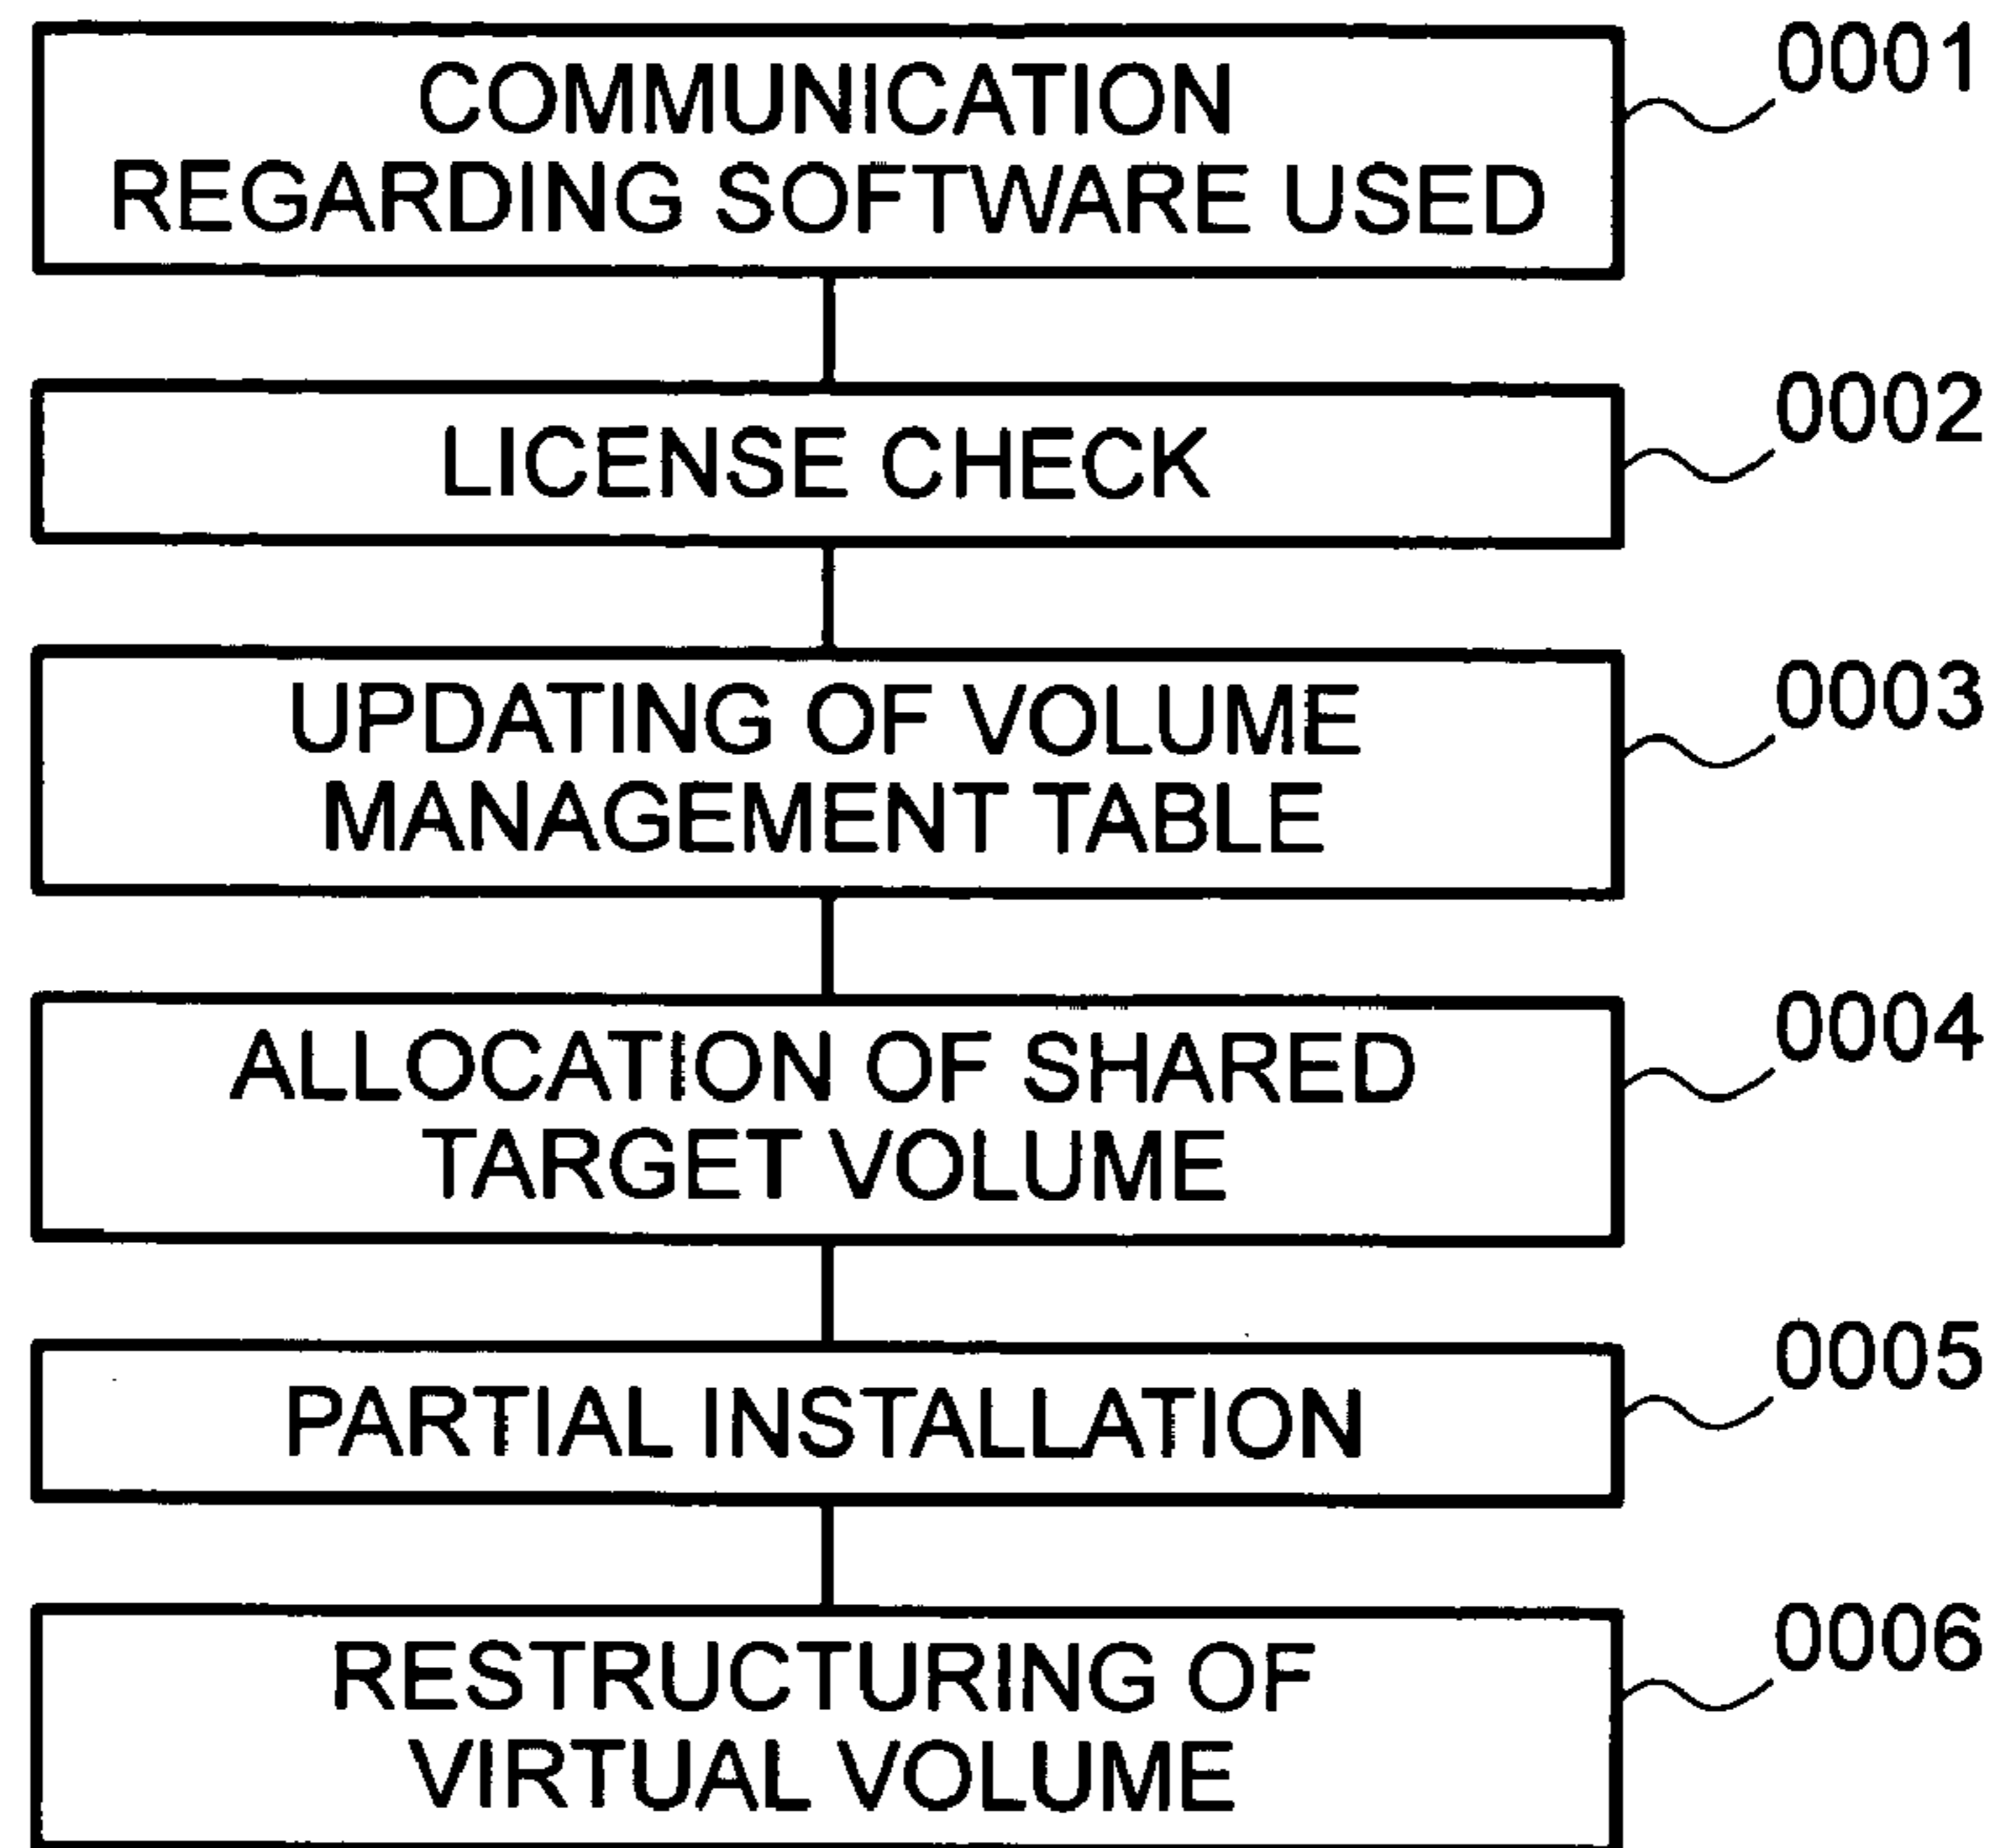 COMMUNICATION
REGARDING SOFTWARE USED
0001
LICENSE CHECK
0002
UPDATING OF VOLUME
MANAGEMENT TABLE
0003
ALLOCATION OF SHARED
TARGET VOLUME
0004
PARTIAL INSTALLATION
0005
RESTRUCTURING OF
VIRTUAL VOLUME
0006